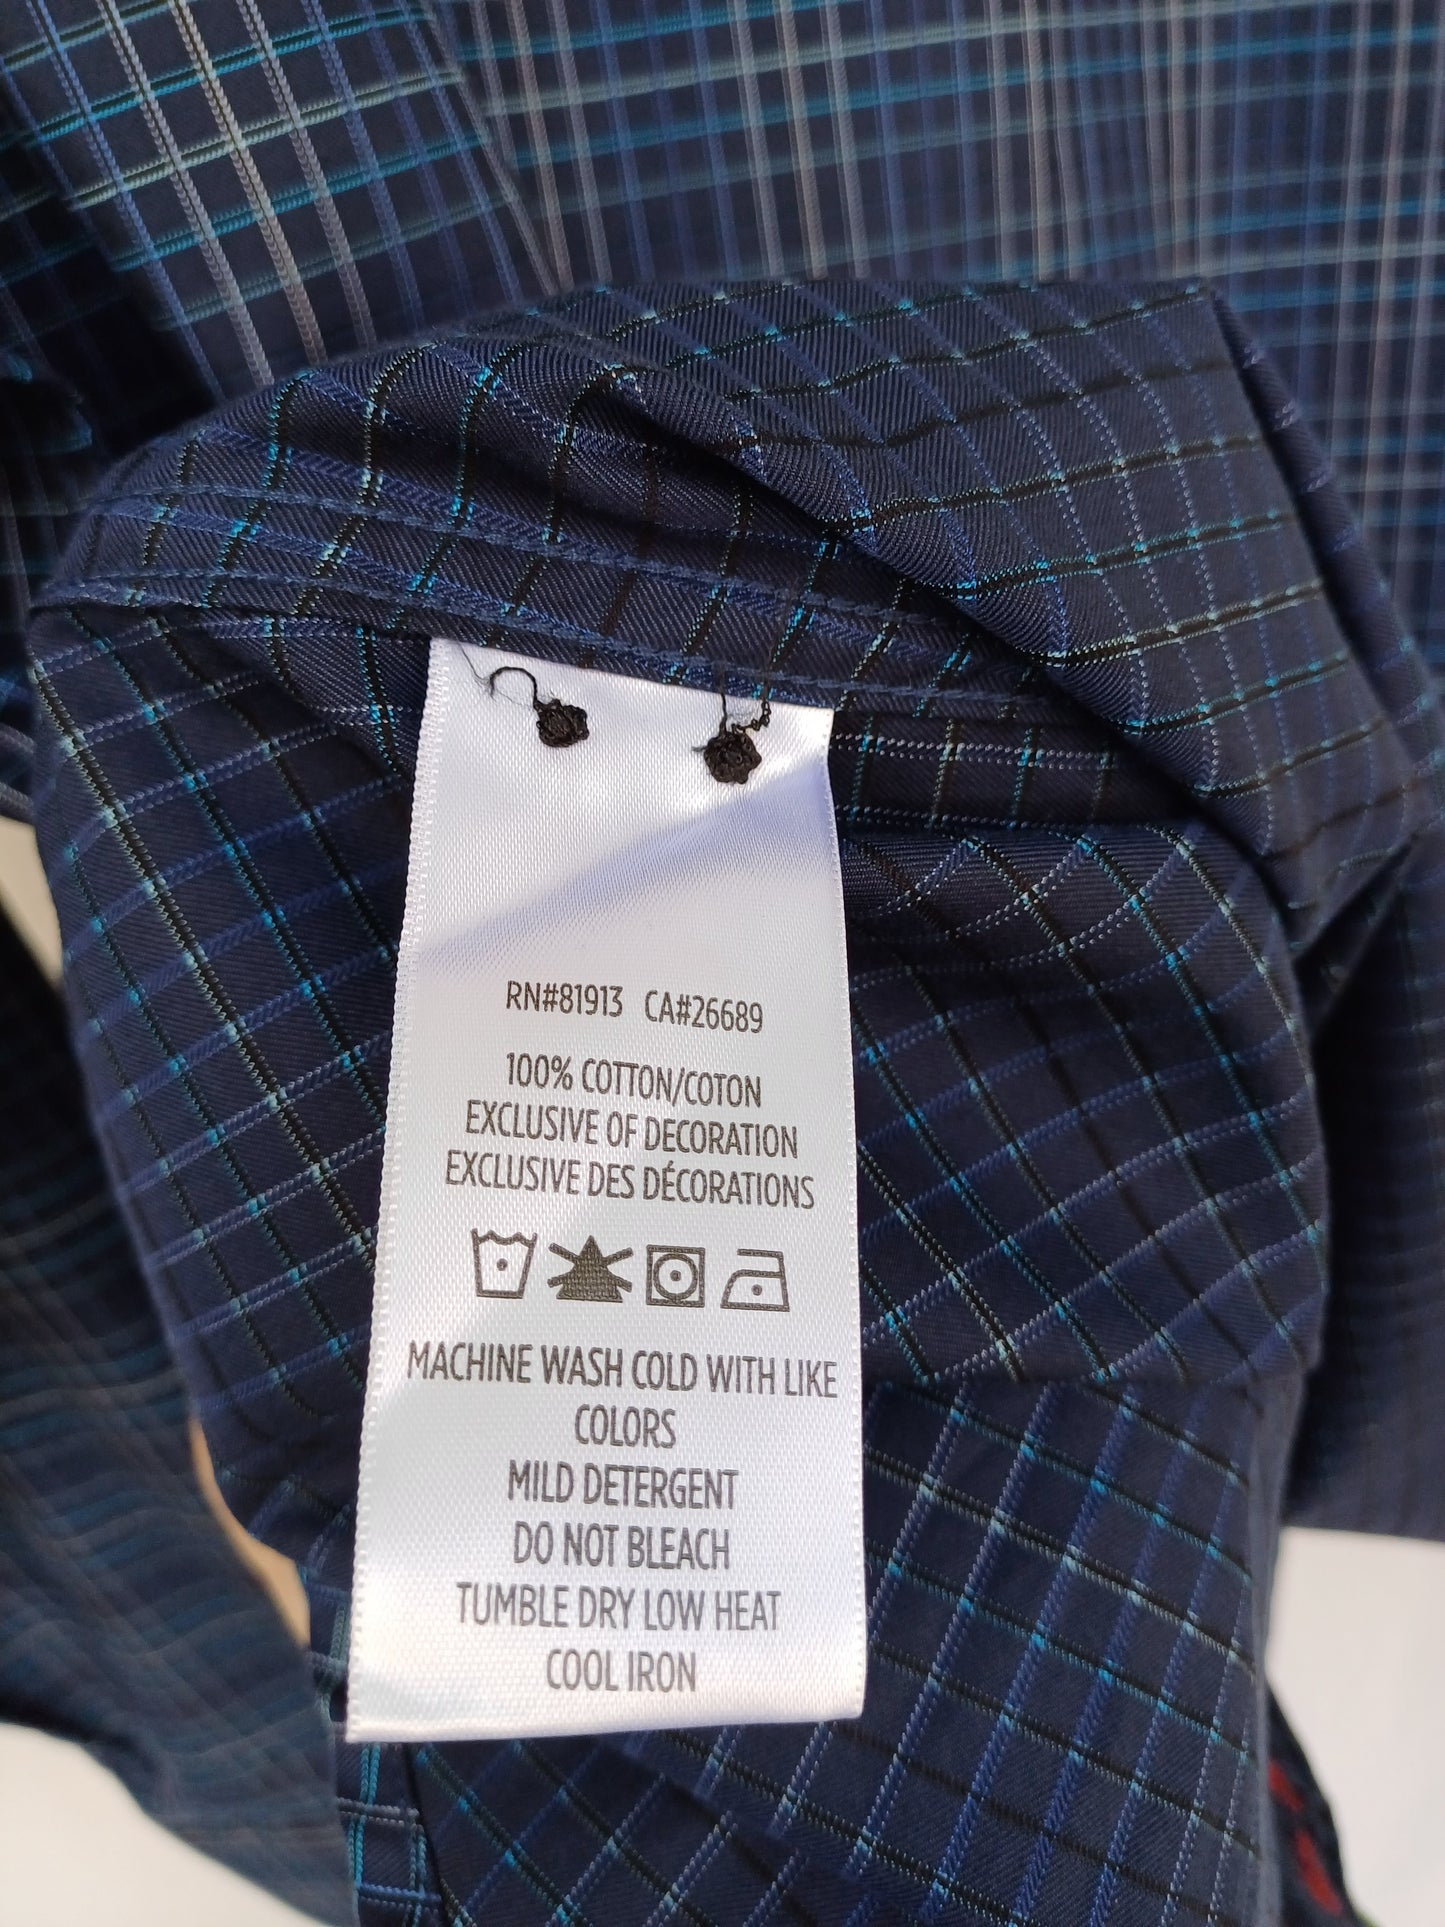 RN#81913 CA#26689
100% COTTON/COTON
EXCLUSIVE OF DECORATION
EXCLUSIVE DES DÉCORATIONS
MACHINE WASH COLD WITH LIKE
COLORS
MILD DETERGENT
DO NOT BLEACH
TUMBLE DRY LOW HEAT
COOL IRON